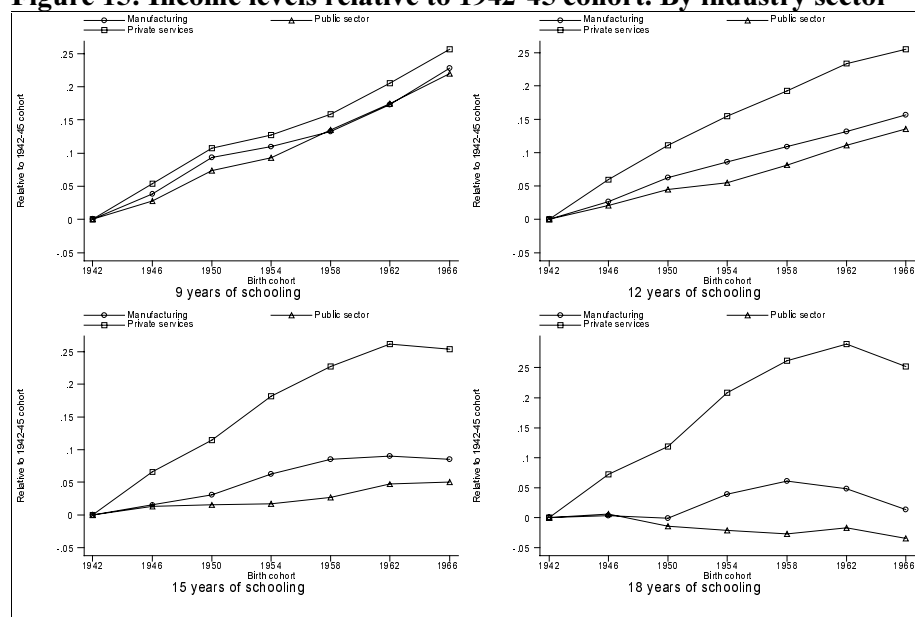 Figure 13: Income levels relative to 1942-45 cohort. By industry sector
Manufacturing
Public sector
Private services
.25
.2
.15
.1
.05
0
-.05
Relative to 1942-45 cohort
1942 1946 1950 1954 1958 1962 1966
Birth cohort
9 years of schooling
Manufacturing
Public sector
Private services
.25
.2
.15
.1
.05
0
-.05
Relative to 1942-45 cohort
1942 1946 1950 1954 1958 1962 1966
Birth cohort
12 years of schooling
Manufacturing
Public sector
Private services
.25
.2
.15
.1
.05
0
-.05
Relative to 1942-45 cohort
1942 1946 1950 1954 1958 1962 1966
Birth cohort
15 years of schooling
Manufacturing
Public sector
Private services
.25
.2
.15
.1
.05
0
-.05
Relative to 1942-45 cohort
1942 1946 1950 1954 1958 1962 1966
Birth cohort
18 years of schooling